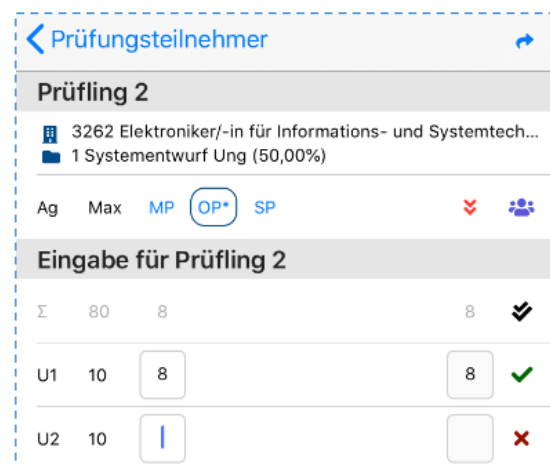 Prüfungsteilnehmer
Prüfling 2
3262 Elektroniker/-in für Informations- und Systemtech...
1 Systementwurf Ung (50,00%)
Ag Max MP OP* SP
Eingabe für Prüfling 2
Σ 80 8 8
U1 10 8 8
U2 10